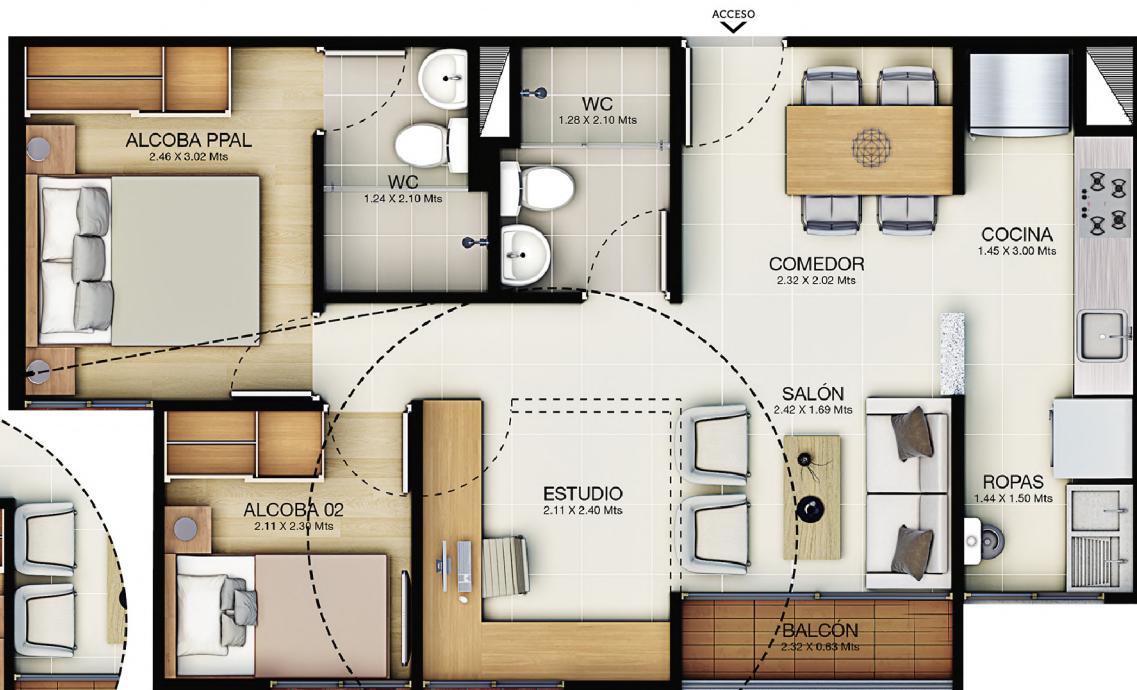 ACCESO
WC
1.28 X 2.10 Mts
ALCOBA PPAL
2.46 X 3.02 Mts
WC
1.24 X 2.10 Mts
COCINA
1.45 X 3.00 Mts
COMEDOR
2.32 X 2.02 Mts
SALÓN
2.42 X 1.69 Mts
ROPAS
1.44 X 1.50 Mts
ESTUDIO
2.11 X 2.40 Mts
ALCOBA 02
2.11 X 2.30 Mts
BALCÓN
2.32 X 0.63 Mts